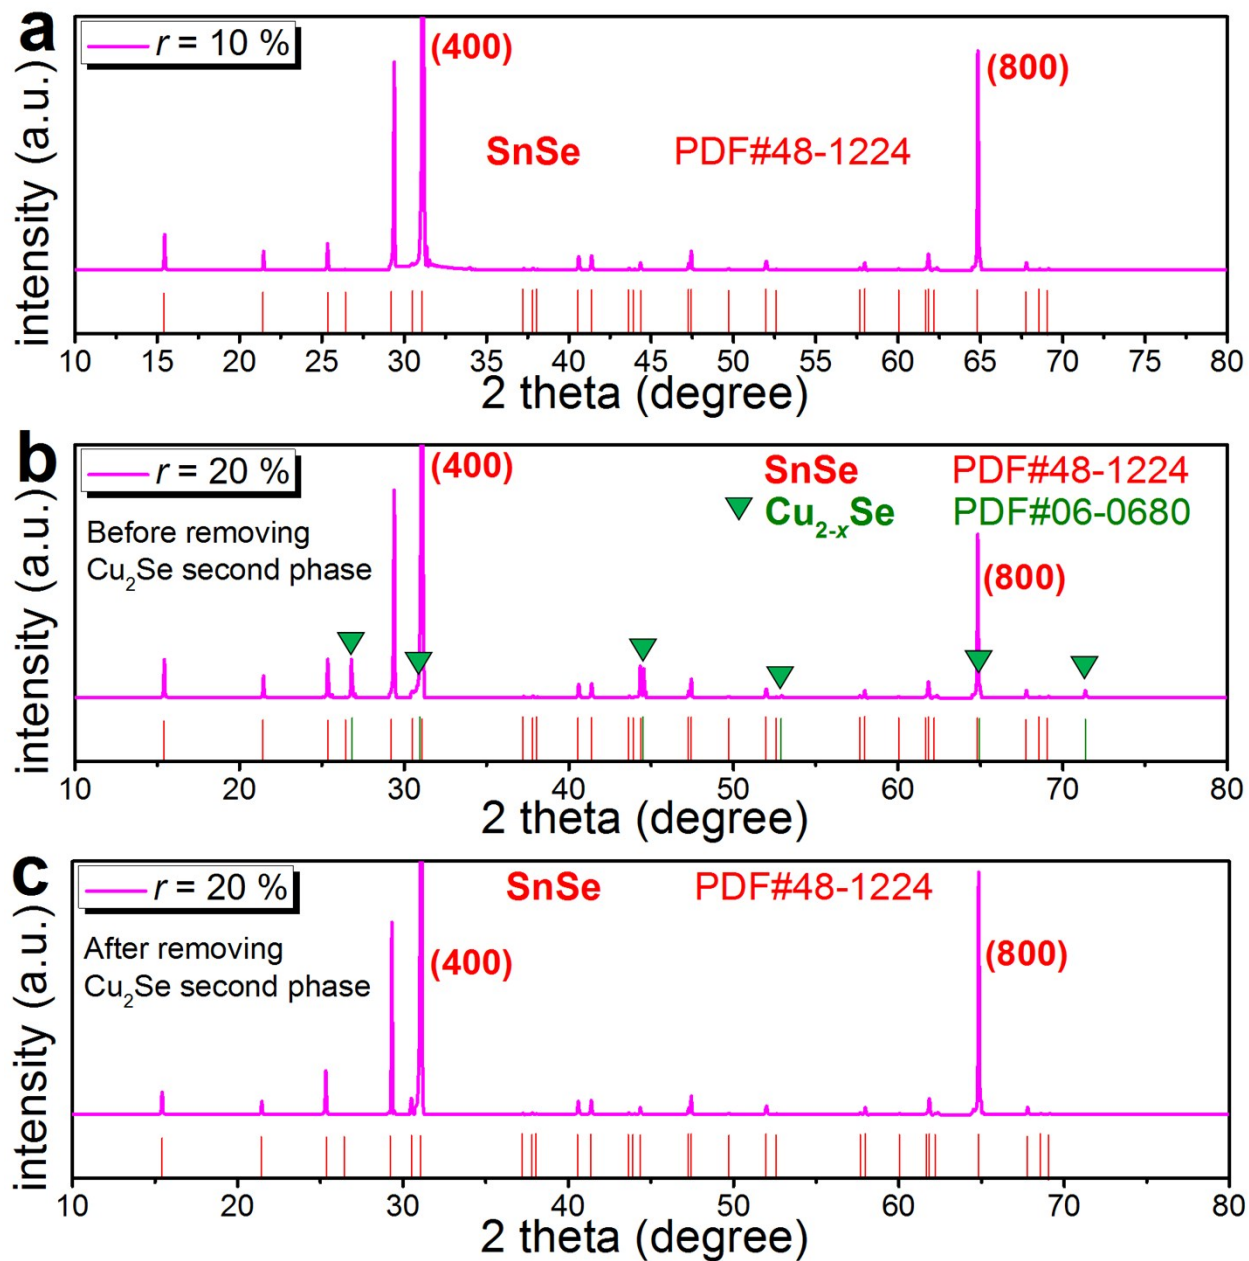 a
r = 10 %
(400)
(800)
SnSe PDF#48-1224
intensity (a.u.)
10 15 20 25 30 35 40 45 50 55 60 65 70 75 80
2 theta (degree)
b
r = 20 %
(400)
SnSe PDF#48-1224
Cu2-xSe PDF#06-0680
Before removing
Cu2Se second phase
(800)
intensity (a.u.)
10 20 30 40 50 60 70 80
2 theta (degree)
c
r = 20 %
SnSe PDF#48-1224
After removing
Cu2Se second phase
(400)
(800)
intensity (a.u.)
10 20 30 40 50 60 70 80
2 theta (degree)